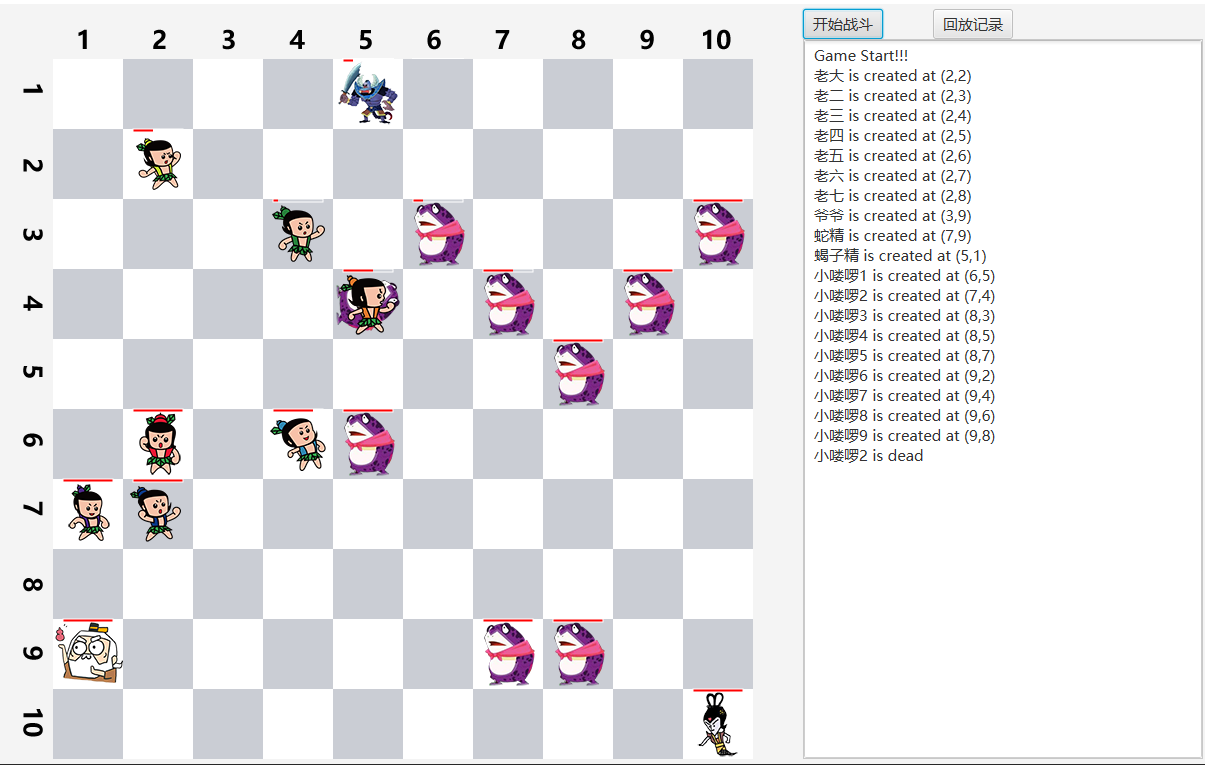 开始战斗 回放记录
1 2 3 4 5 6 7 8 9 10
1
2
3
4
5
6
7
8
9
10
Game Start!!!
老大 is created at (2,2)
老二 is created at (2,3)
老三 is created at (2,4)
老四 is created at (2,5)
老五 is created at (2,6)
老六 is created at (2,7)
老七 is created at (2,8)
爷爷 is created at (3,9)
蛇精 is created at (7,9)
蝎子精 is created at (5,1)
小喽啰1 is created at (6,5)
小喽啰2 is created at (7,4)
小喽啰3 is created at (8,3)
小喽啰4 is created at (8,5)
小喽啰5 is created at (8,7)
小喽啰6 is created at (9,2)
小喽啰7 is created at (9,4)
小喽啰8 is created at (9,6)
小喽啰9 is created at (9,8)
小喽啰2 is dead